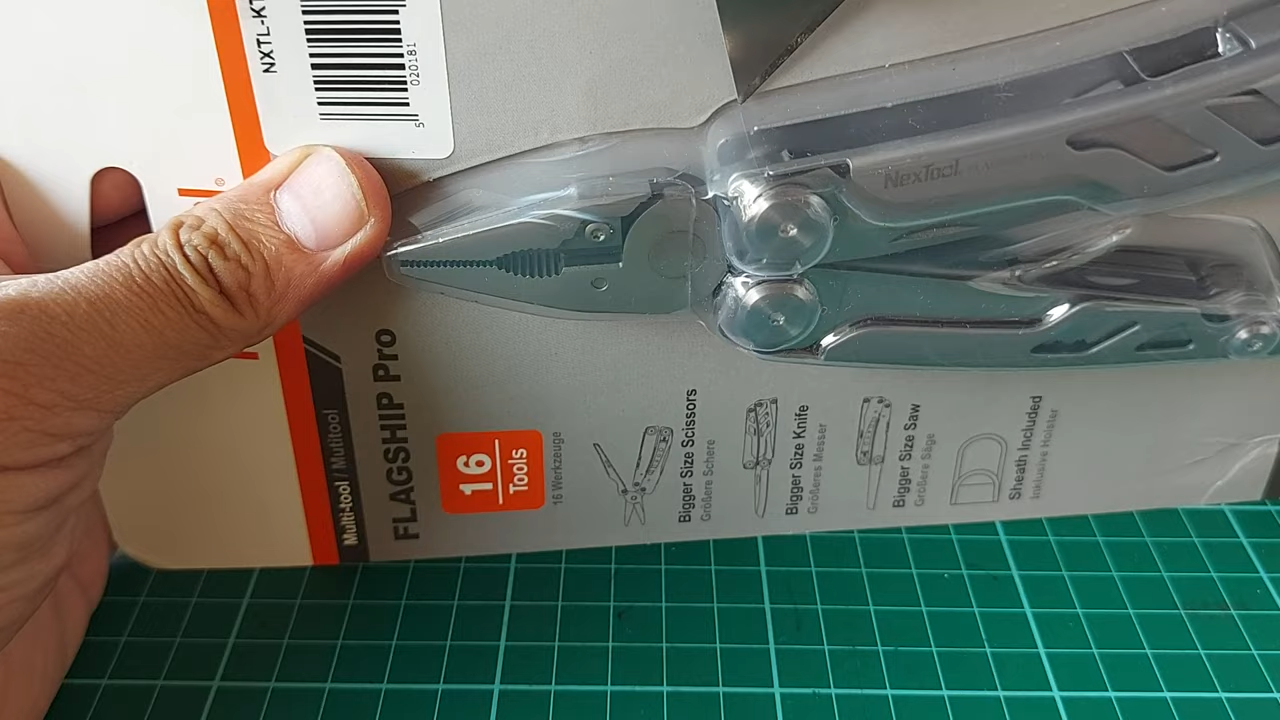 NXTL-KT
5 020181
NexTool
®
Multi-tool / Mutitool
FLAGSHIP Pro
16
Tools
16 Werkzeuge
Bigger Size Scissors
Größere Schere
Bigger Size Knife
Größeres Messer
Bigger Size Saw
Größere Säge
Sheath Included
Inklusive Holster